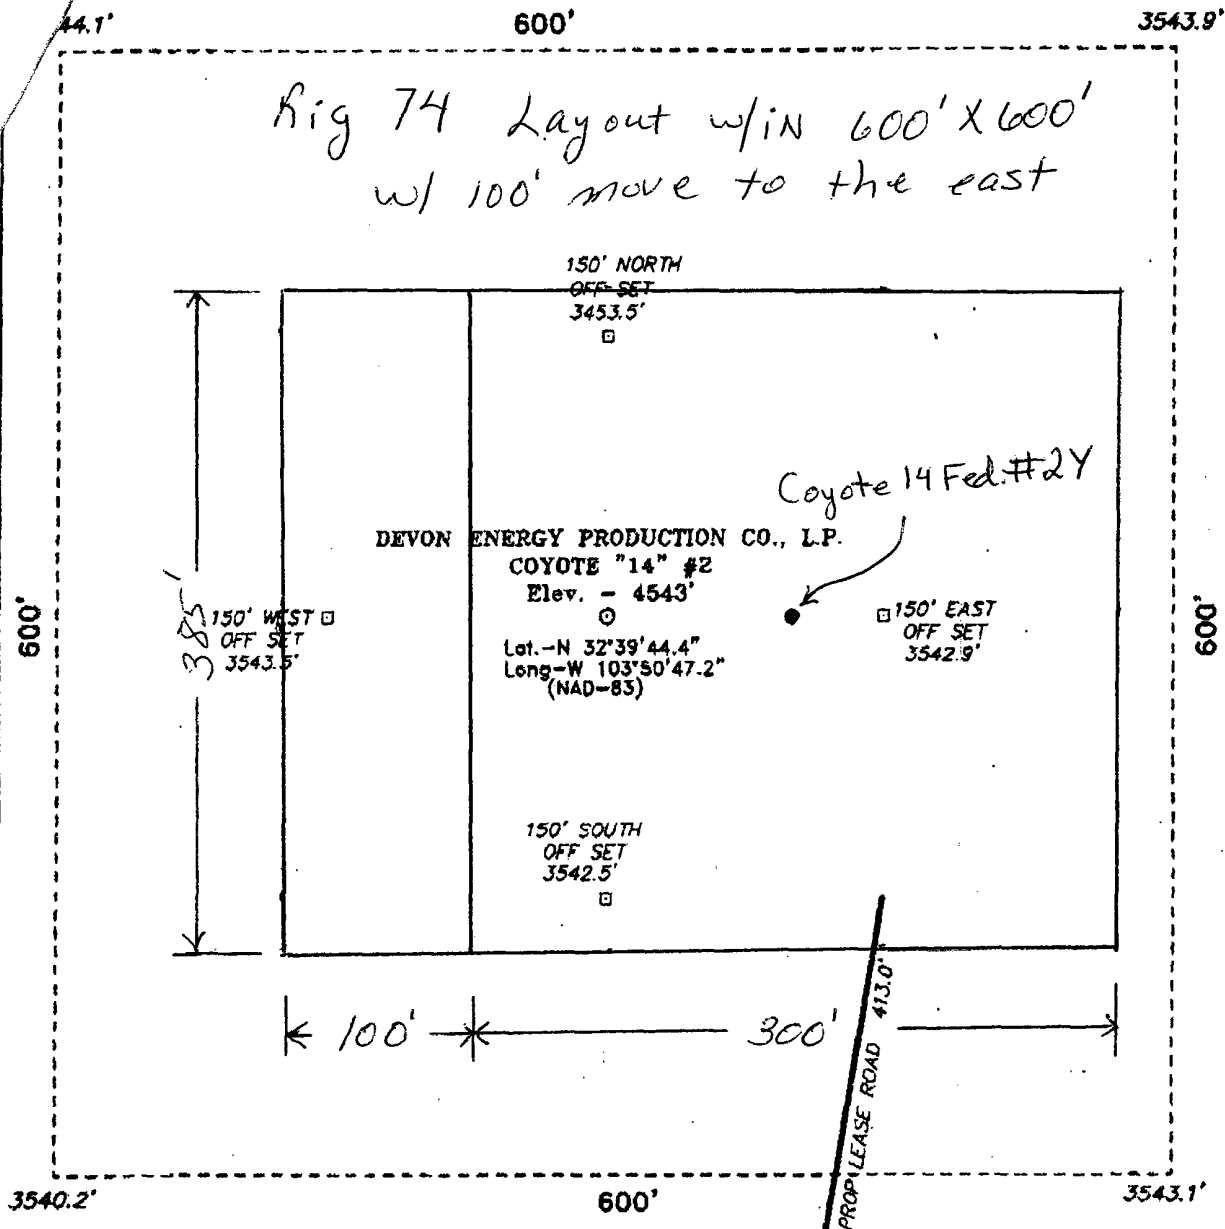 44.1'
600'
3543.9'
Rig 74 Layout w/in 600' X 600'
w/ 100' move to the east
150' NORTH
OFF SET
3453.5'
Coyote 14 Fed. #2Y
DEVON ENERGY PRODUCTION CO., L.P.
COYOTE "14" #2
Elev. - 4543'
600'
385'
150' WEST
OFF SET
3543.5'
Lat.-N 32°39'44.4"
Long-W 103°50'47.2"
(NAD-83)
150' EAST
OFF SET
3542.9'
600'
150' SOUTH
OFF SET
3542.5'
100'
300'
PROP LEASE ROAD 413.0'
3540.2'
600'
3543.1'